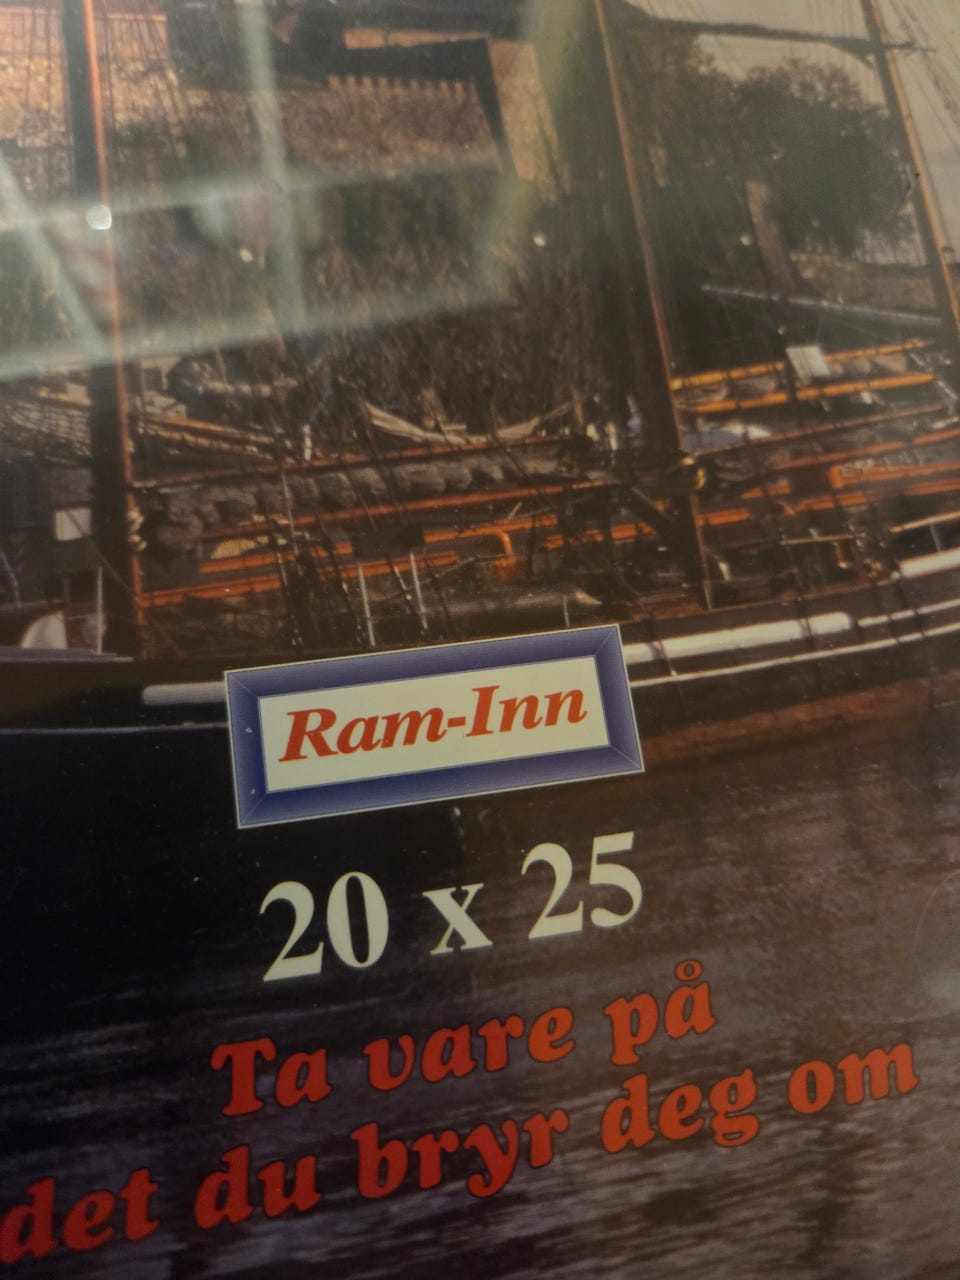 Ram-Inn
20 x 25
Ta vare på
det du bryr deg om